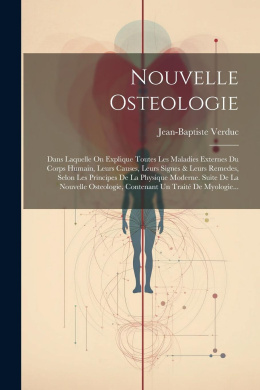 Nouvelle
Osteologie
Jean-Baptiste Verduc
Dans Laquelle On Explique Toutes Les Maladies Externes Du
Corps Humain, Leurs Causes, Leurs Signes & Leurs Remedes,
Selon Les Principes De La Physique Moderne. Suite De La
Nouvelle Osteologie, Contenant Un Traité De Myologie...